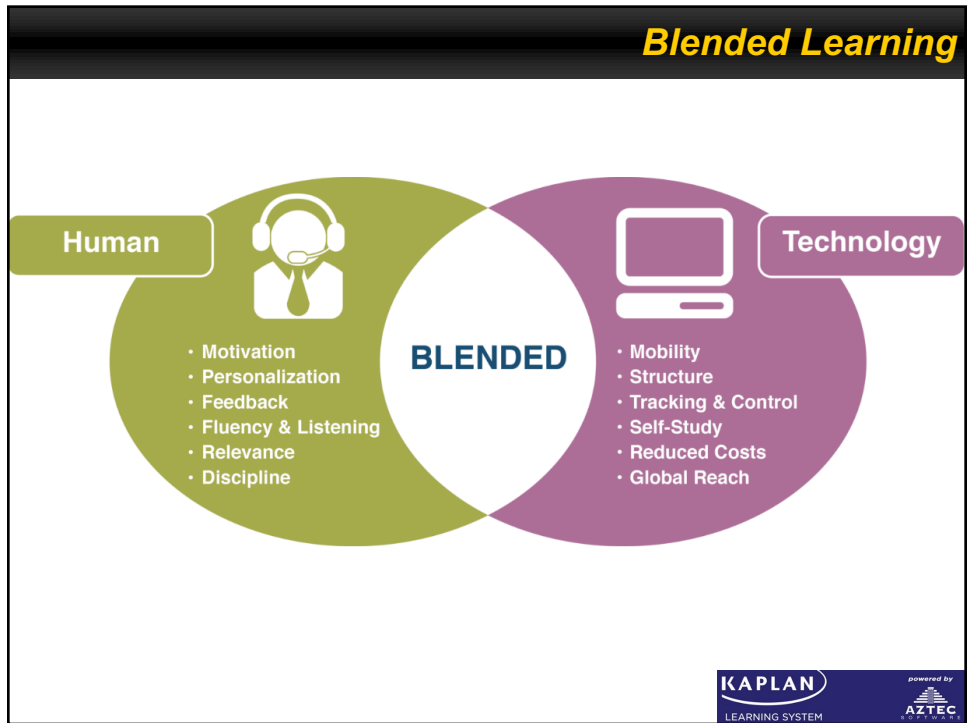 Blended Learning
Human
• Motivation
• Personalization
• Feedback
• Fluency & Listening
• Relevance
• Discipline
BLENDED
Technology
• Mobility
• Structure
• Tracking & Control
• Self-Study
• Reduced Costs
• Global Reach
KAPLAN
LEARNING SYSTEM
powered by
AZTEC
SOFTWARE